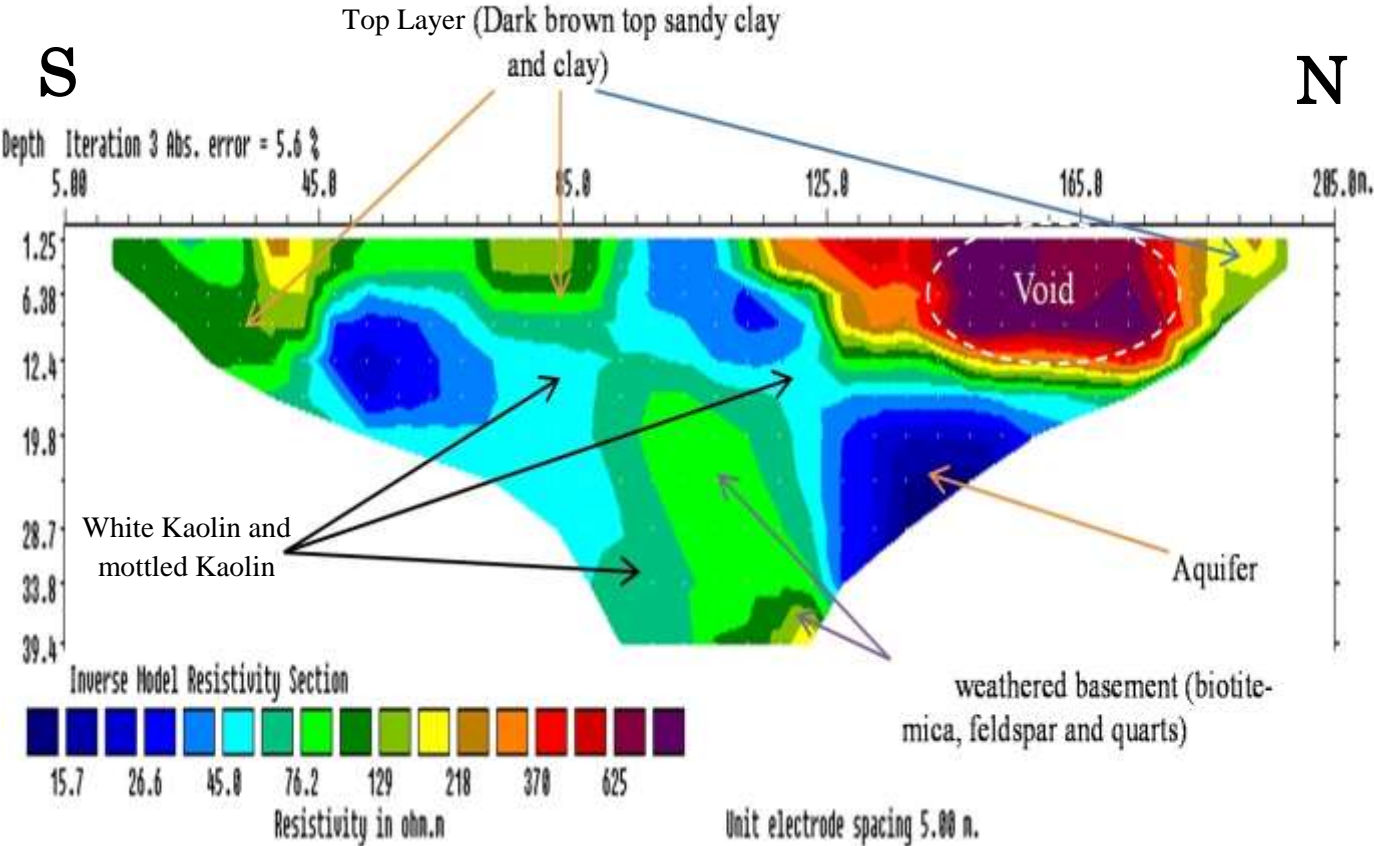 Top Layer (Dark brown top sandy clay
and clay)
S
N
Depth Iteration 3 Abs. error = 5.6 %
5.00 45.0 85.0 125.0 165.0 205.0m.
1.25
6.38
12.4
19.8
28.7
33.8
39.4
Void
White Kaolin and
mottled Kaolin
Aquifer
weathered basement (biotite-
mica, feldspar and quarts)
Inverse Model Resistivity Section
15.7 26.6 45.0 76.2 129 218 370 625
Resistivity in ohm.m
Unit electrode spacing 5.00 m.